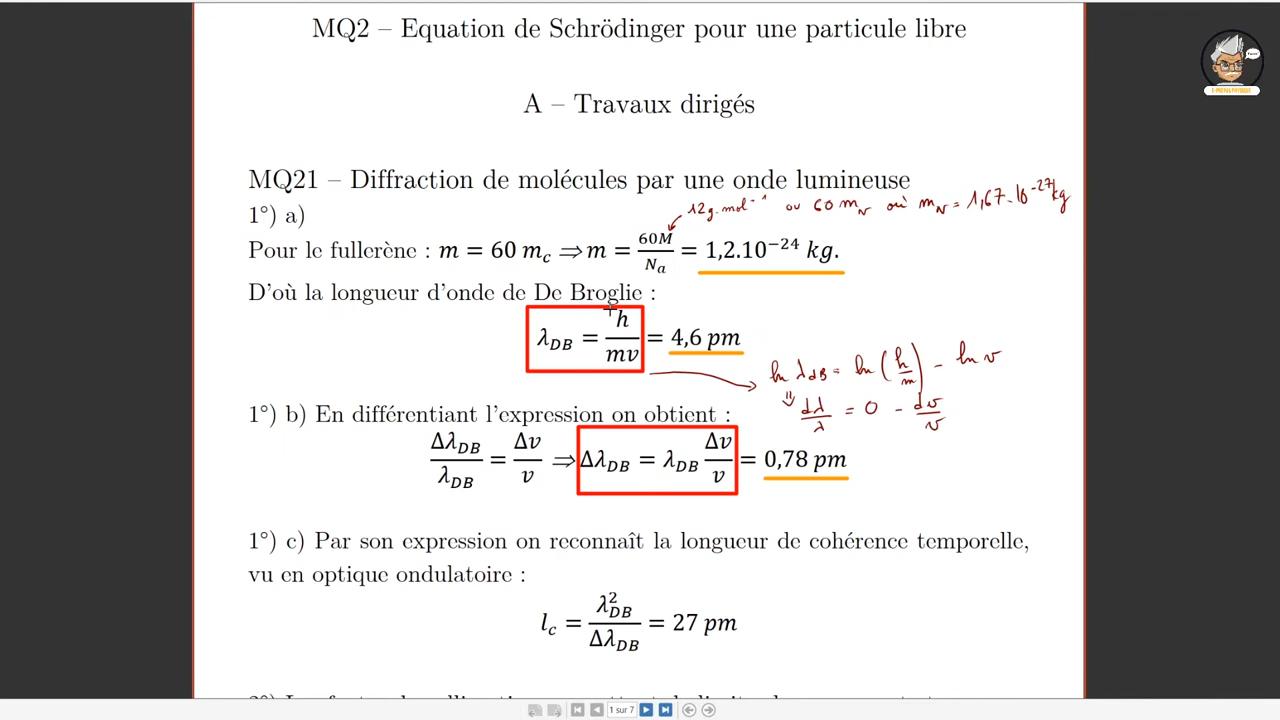 MQ2 – Equation de Schrödinger pour une particule libre
A – Travaux dirigés
MQ21 – Diffraction de molécules par une onde lumineuse
1°) a)
12g.mol⁻¹ ou 60 m_N où m_N = 1,67.10⁻²⁷ kg
Pour le fullerène : m = 60 m_c ⇒ m = 60M/N_a = 1,2.10⁻²⁴ kg.
D'où la longueur d'onde de De Broglie :
λ_DB = h/mv = 4,6 pm
ln λ_dB = ln (h/m) – ln v
⇒ dλ/λ = 0 – dv/v
1°) b) En différentiant l'expression on obtient :
Δλ_DB/λ_DB = Δv/v ⇒ Δλ_DB = λ_DB Δv/v = 0,78 pm
1°) c) Par son expression on reconnaît la longueur de cohérence temporelle,
vu en optique ondulatoire :
l_c = λ²_DB/Δλ_DB = 27 pm
1 sur 7